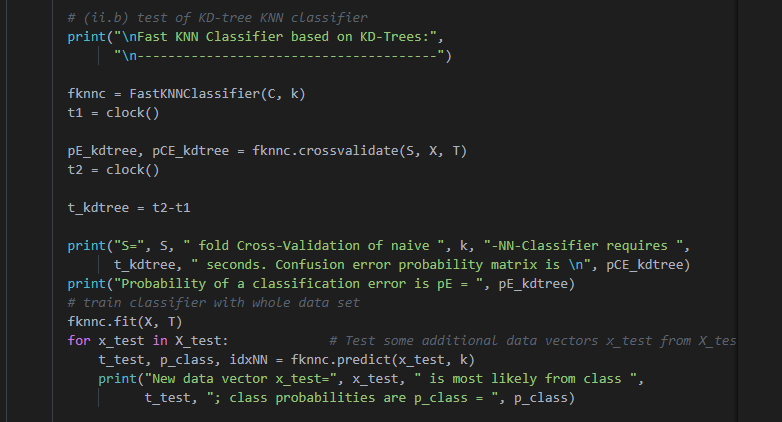 # (ii.b) test of KD-tree KNN classifier
print("\nFast KNN Classifier based on KD-Trees:",
"\n---------------------------------------")
fknnc = FastKNNClassifier(C, k)
t1 = clock()
pE_kdtree, pCE_kdtree = fknnc.crossvalidate(S, X, T)
t2 = clock()
t_kdtree = t2-t1
print("S=", S, " fold Cross-Validation of naive ", k, "-NN-Classifier requires ",
t_kdtree, " seconds. Confusion error probability matrix is \n", pCE_kdtree)
print("Probability of a classification error is pE = ", pE_kdtree)
# train classifier with whole data set
fknnc.fit(X, T)
for x_test in X_test: # Test some additional data vectors x_test from X_tes
t_test, p_class, idxNN = fknnc.predict(x_test, k)
print("New data vector x_test=", x_test, " is most likely from class ",
t_test, "; class probabilities are p_class = ", p_class)